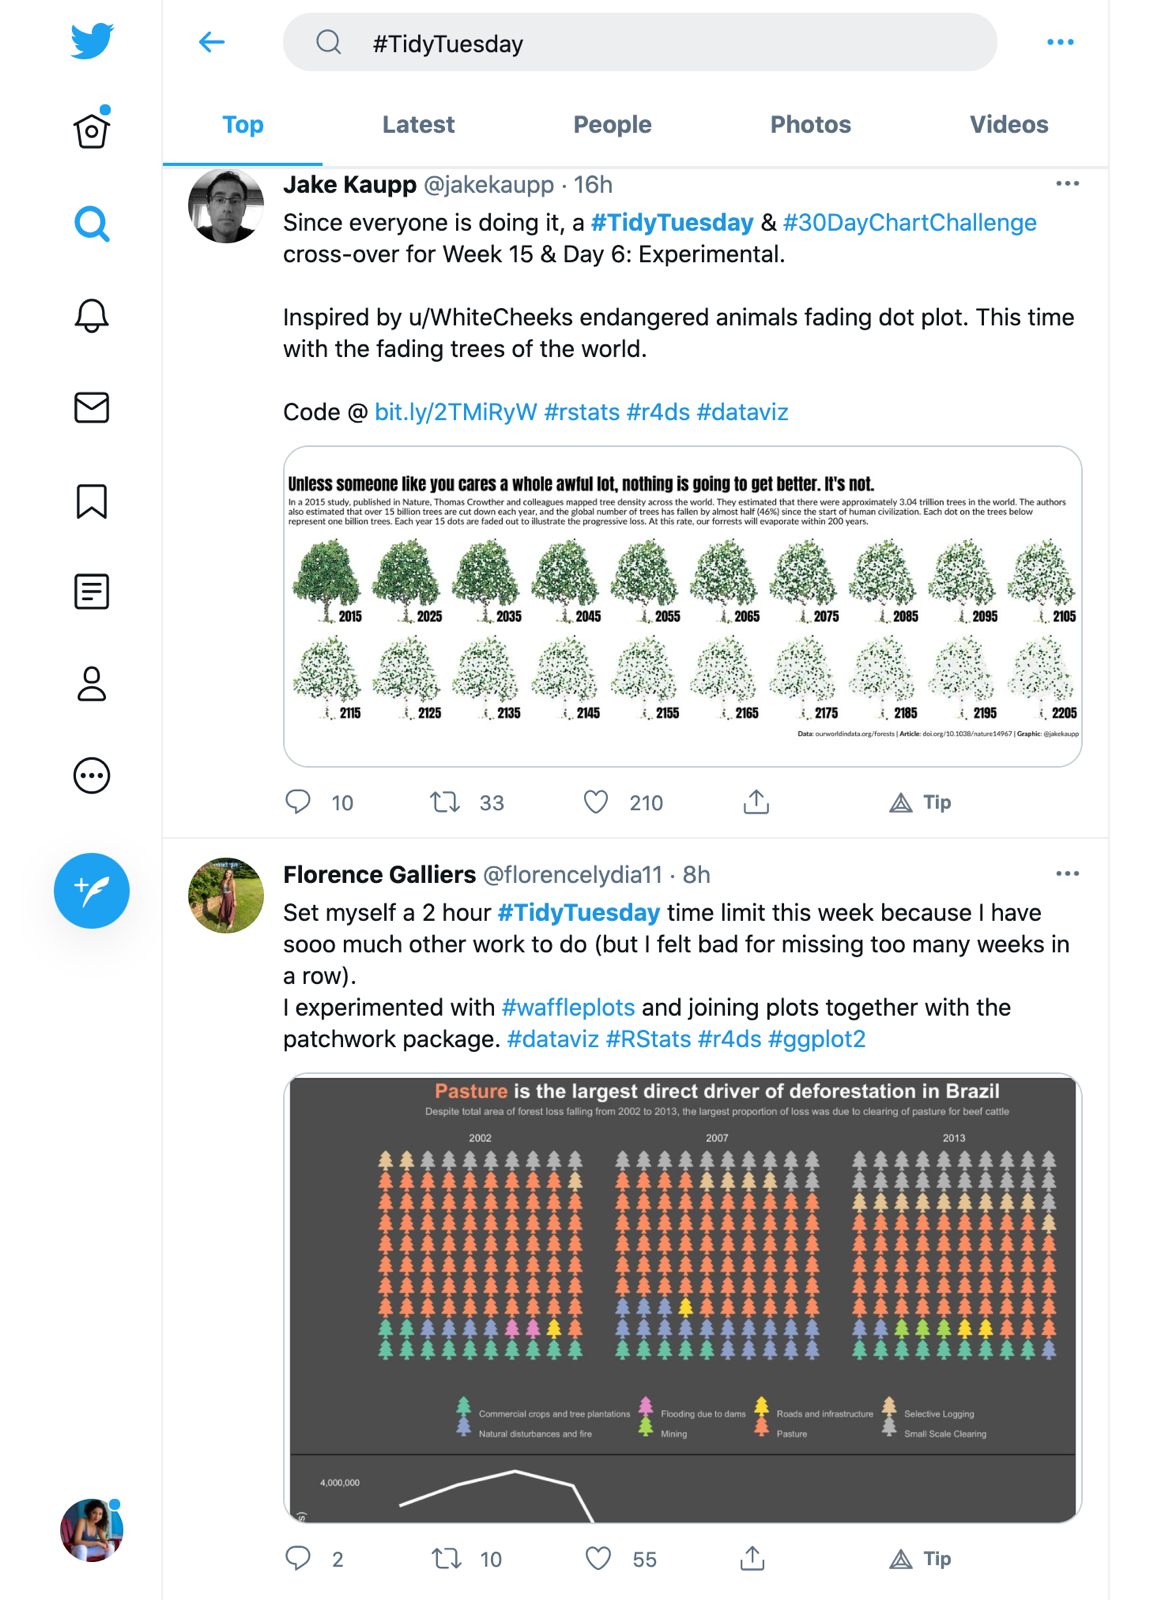 #TidyTuesday
Top
Latest
People
Photos
Videos
Jake Kaupp @jakekaupp · 16h
Since everyone is doing it, a #TidyTuesday & #30DayChartChallenge
cross-over for Week 15 & Day 6: Experimental.
Inspired by u/WhiteCheeks endangered animals fading dot plot. This time
with the fading trees of the world.
Code @ bit.ly/2TMiRyW #rstats #r4ds #dataviz
Unless someone like you cares a whole awful lot, nothing is going to get better. It's not.
In a 2015 study, published in Nature, Thomas Crowther and colleagues mapped tree density across the world. They estimated that there were approximately 3.04 trillion trees in the world. The authors
also estimated that over 15 billion trees are cut down each year, and the global number of trees has fallen by almost half (46%) since the start of human civilization. Each dot on the trees below
represent one billion trees. Each year 15 dots are faded out to illustrate the progressive loss. At this rate, our forrests will evaporate within 200 years.
2015 2025 2035 2045 2055 2065 2075 2085 2095 2105
2115 2125 2135 2145 2155 2165 2175 2185 2195 2205
Data: ourworldindata.org/forests | Article: doi.org/10.1038/nature14967 | Graphic: @jakekaupp
10 33 210 Tip
Florence Galliers @florencelydia11 · 8h
Set myself a 2 hour #TidyTuesday time limit this week because I have
sooo much other work to do (but I felt bad for missing too many weeks in
a row).
I experimented with #waffleplots and joining plots together with the
patchwork package. #dataviz #RStats #r4ds #ggplot2
Pasture is the largest direct driver of deforestation in Brazil
Despite total area of forest loss falling from 2002 to 2013, the largest proportion of loss was due to clearing of pasture for beef cattle
2002 2007 2013
Commercial crops and tree plantations Flooding due to dams Roads and infrastructure Selective Logging
Natural disturbances and fire Mining Pasture Small Scale Clearing
4,000,000
2 10 55 Tip